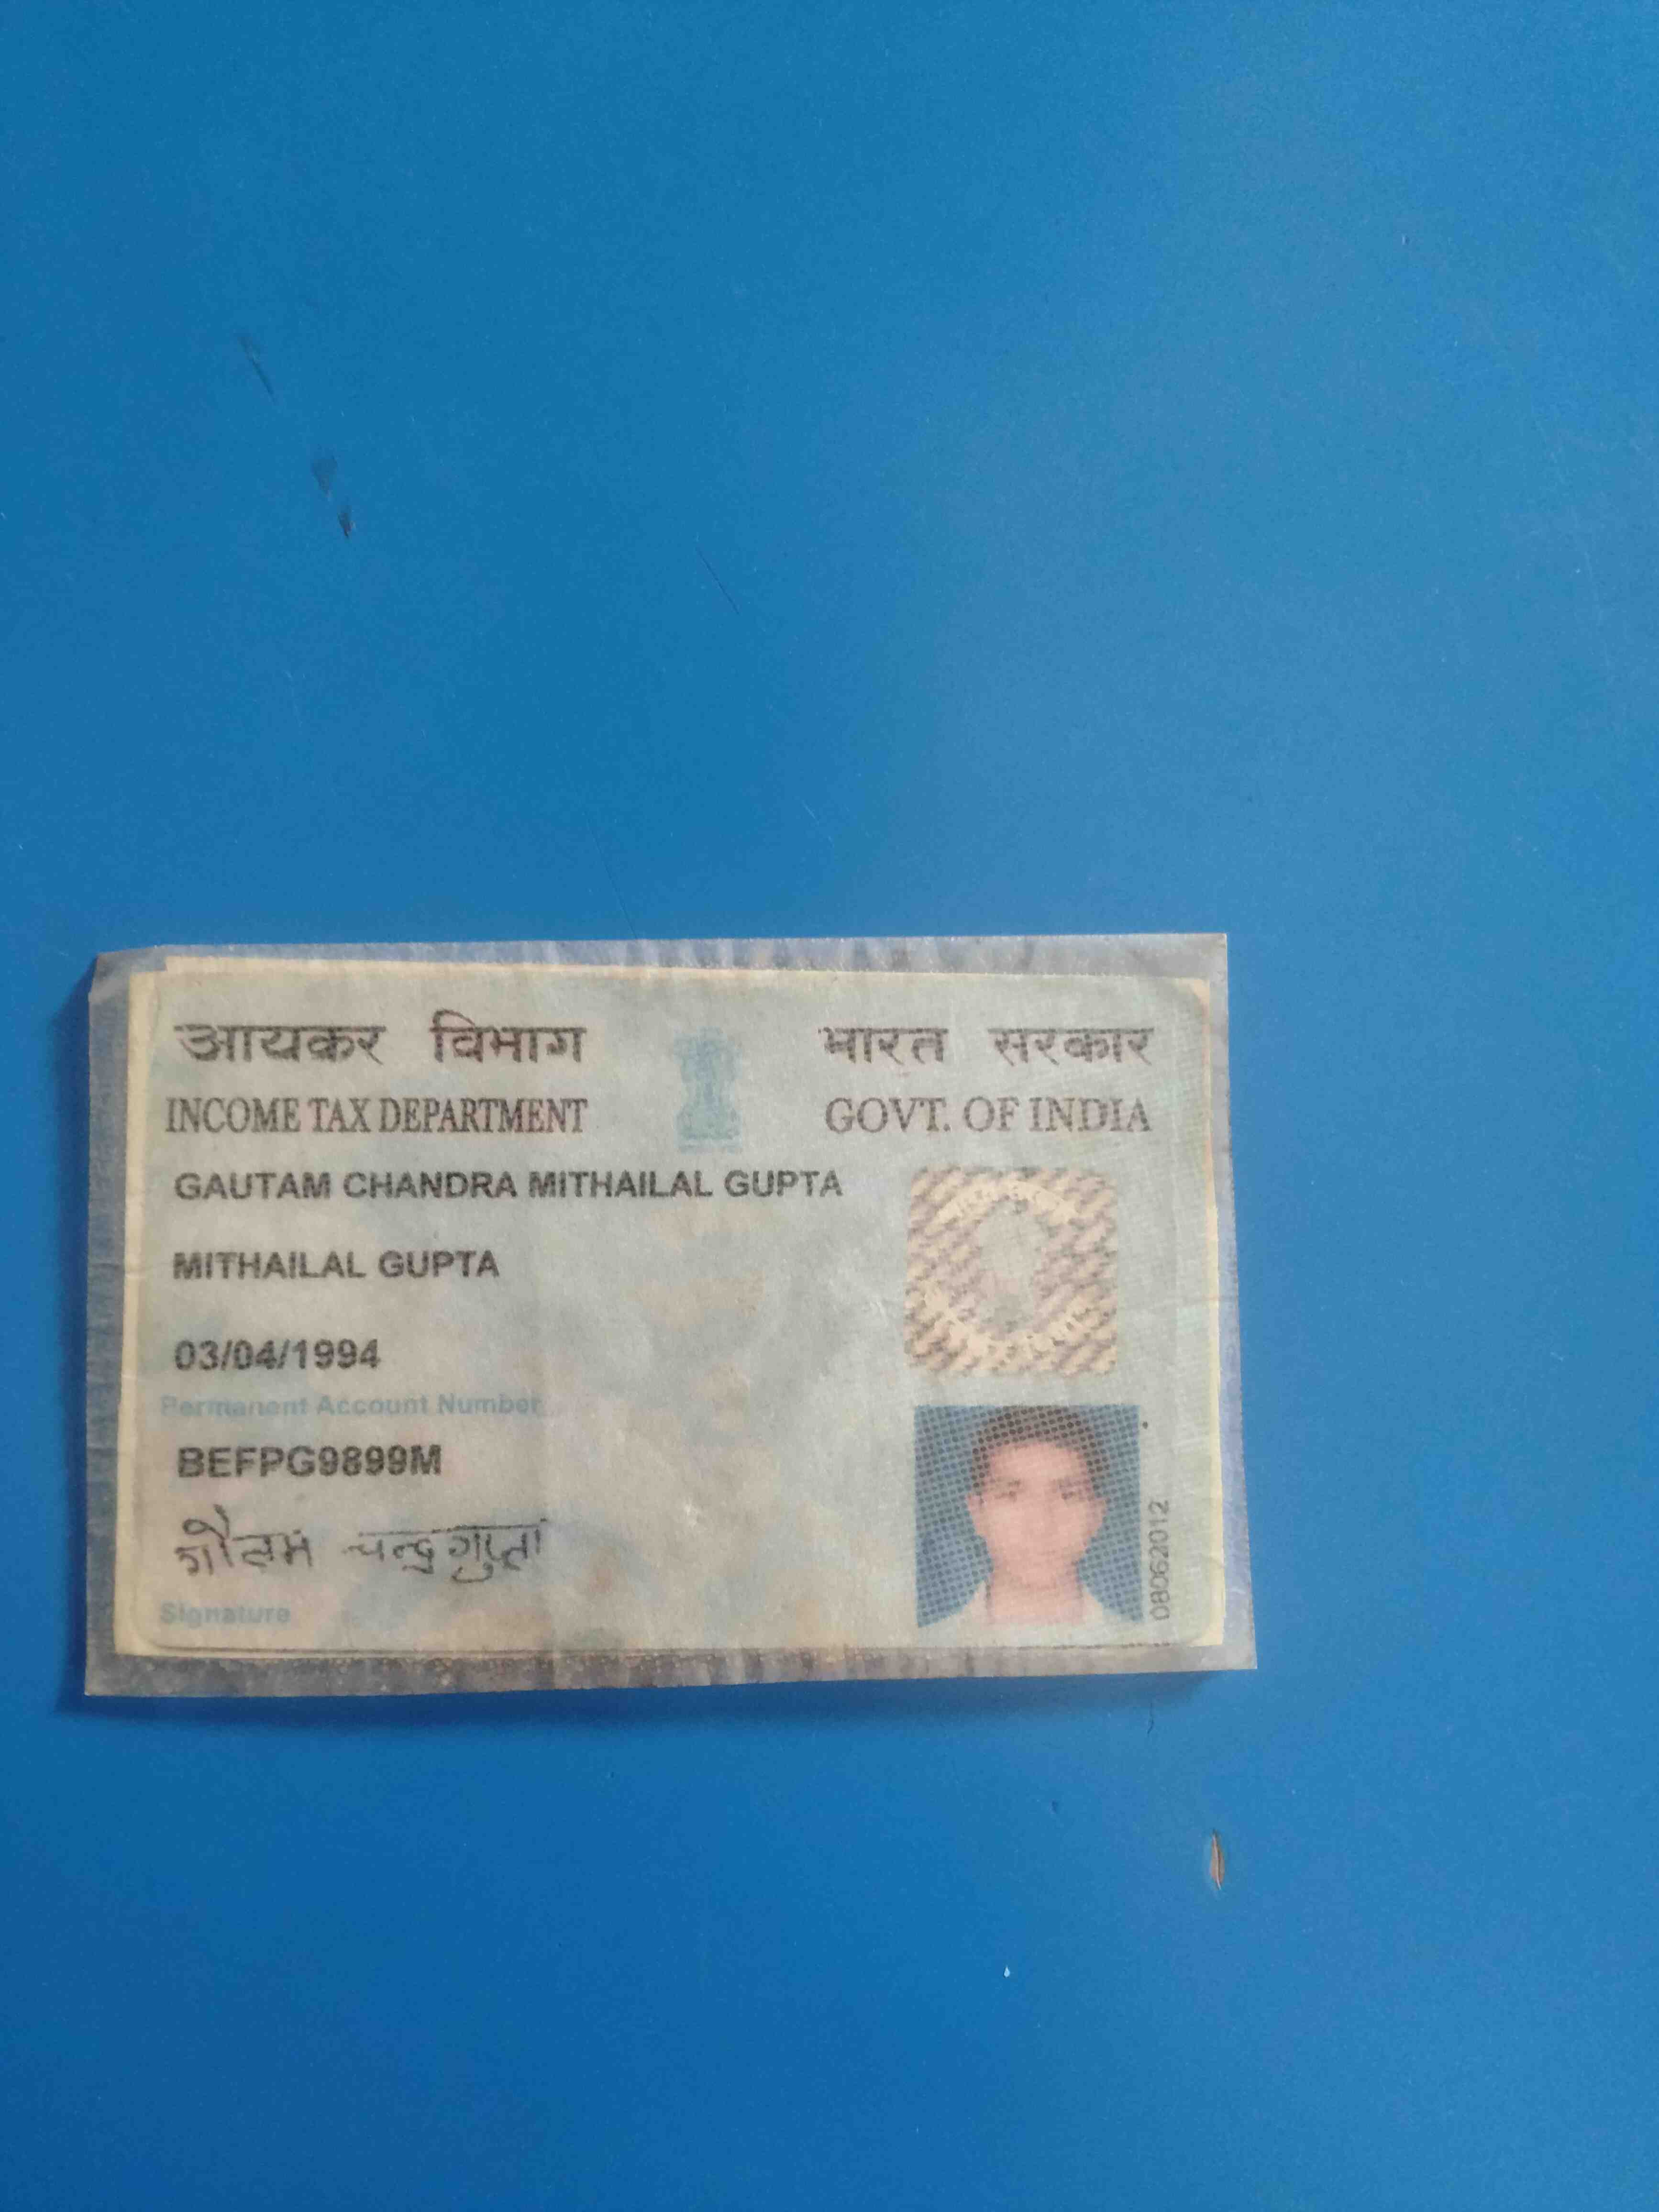 आयकर विभाग
INCOME TAX DEPARTMENT
भारत सरकार
GOVT. OF INDIA
GAUTAM CHANDRA MITHAILAL GUPTA
MITHAILAL GUPTA
03/04/1994
Permanent Account Number
BEFPG9899M
गौतम चन्द्र गुप्ता
Signature
08062012